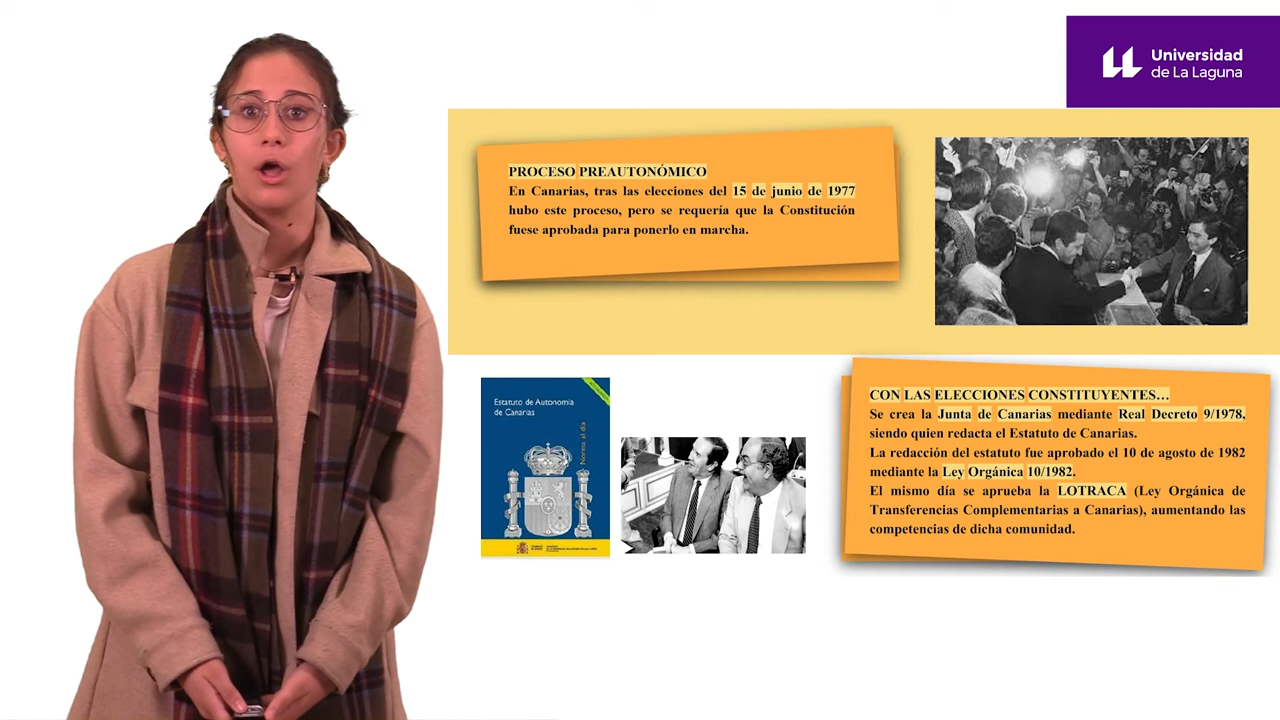 Universidad
de La Laguna
PROCESO PREAUTONÓMICO
En Canarias, tras las elecciones del 15 de junio de 1977
hubo este proceso, pero se requería que la Constitución
fuese aprobada para ponerlo en marcha.
Estatuto de Autonomía
de Canarias
Norma al día
CON LAS ELECCIONES CONSTITUYENTES...
Se crea la Junta de Canarias mediante Real Decreto 9/1978,
siendo quien redacta el Estatuto de Canarias.
La redacción del estatuto fue aprobado el 10 de agosto de 1982
mediante la Ley Orgánica 10/1982.
El mismo día se aprueba la LOTRACA (Ley Orgánica de
Transferencias Complementarias a Canarias), aumentando las
competencias de dicha comunidad.